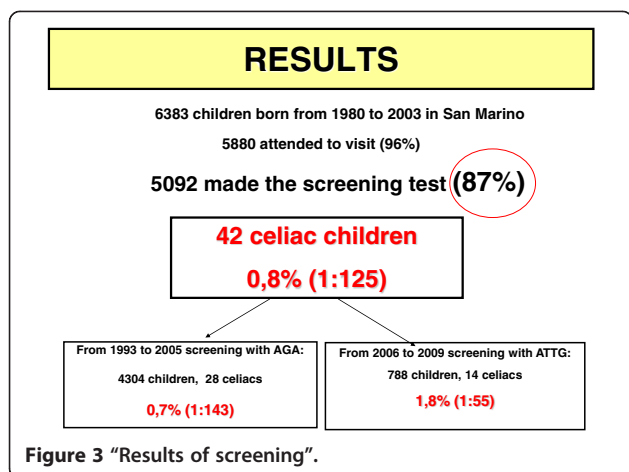 RESULTS
6383 children born from 1980 to 2003 in San Marino
5880 attended to visit (96%)
5092 made the screening test (87%)
42 celiac children
0,8% (1:125)
From 1993 to 2005 screening with AGA:
4304 children, 28 celiacs
0,7% (1:143)
From 2006 to 2009 screening with ATTG:
788 children, 14 celiacs
1,8% (1:55)
Figure 3 “Results of screening”.